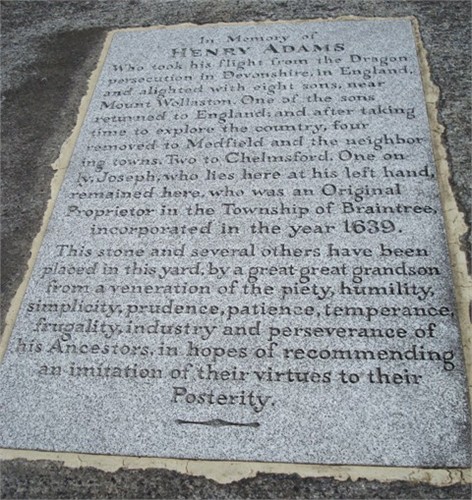 In Memory of
HENRY ADAMS
Who took his flight from the Dragon
persecution in Devonshire, in England,
and alighted with eight sons, near
Mount Wollaston. One of the sons
returned to England; and after taking
time to explore the country, four
removed to Medfield and the neighbor
ing towns. Two to Chelmsford. One on
ly, Joseph, who lies here at his left hand,
remained here, who was an Original
Proprietor in the Township of Braintree,
incorporated in the year 1639.
This stone and several others have been
placed in this yard, by a great great grandson
from a veneration of the piety, humility,
simplicity, prudence, patience, temperance,
frugality, industry and perseverance of
his Ancestors, in hopes of recommending
an imitation of their virtues to their
Posterity.